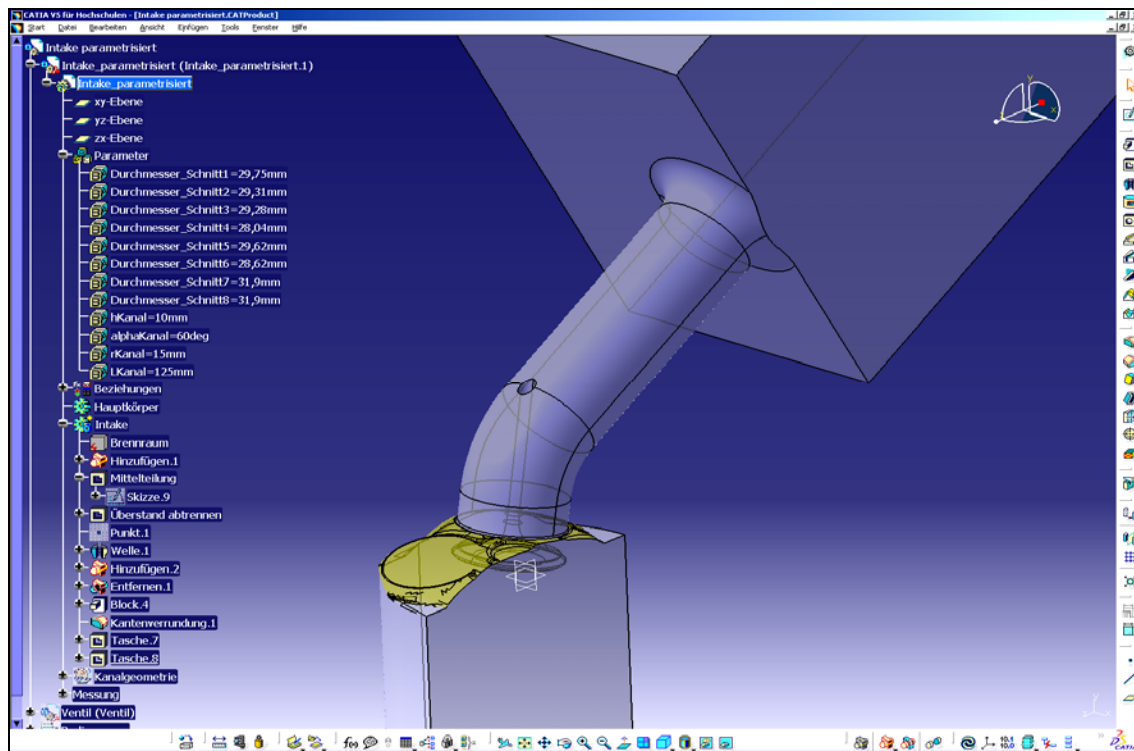 CATIA V5 für Hochschulen - [Intake parametrisiert.CATProduct]
Start Datei Bearbeiten Ansicht Einfügen Tools Fenster Hilfe
Intake parametrisiert
Intake_parametrisiert (Intake_parametrisiert.1)
Intake_parametrisiert
xy-Ebene
yz-Ebene
zx-Ebene
Parameter
Durchmesser_Schnitt1=29,75mm
Durchmesser_Schnitt2=29,31mm
Durchmesser_Schnitt3=29,28mm
Durchmesser_Schnitt4=28,04mm
Durchmesser_Schnitt5=29,62mm
Durchmesser_Schnitt6=28,62mm
Durchmesser_Schnitt7=31,9mm
Durchmesser_Schnitt8=31,9mm
hKanal=10mm
alphaKanal=60deg
rKanal=15mm
LKanal=125mm
Beziehungen
Hauptkörper
Intake
Brennraum
Hinzufügen.1
Mittelteilung
Skizze.9
Überstand abtrennen
Punkt.1
Welle.1
Hinzufügen.2
Entfernen.1
Block.4
Kantenverrundung.1
Tasche.7
Tasche.8
Kanalgeometrie
Messung
Ventil (Ventil)